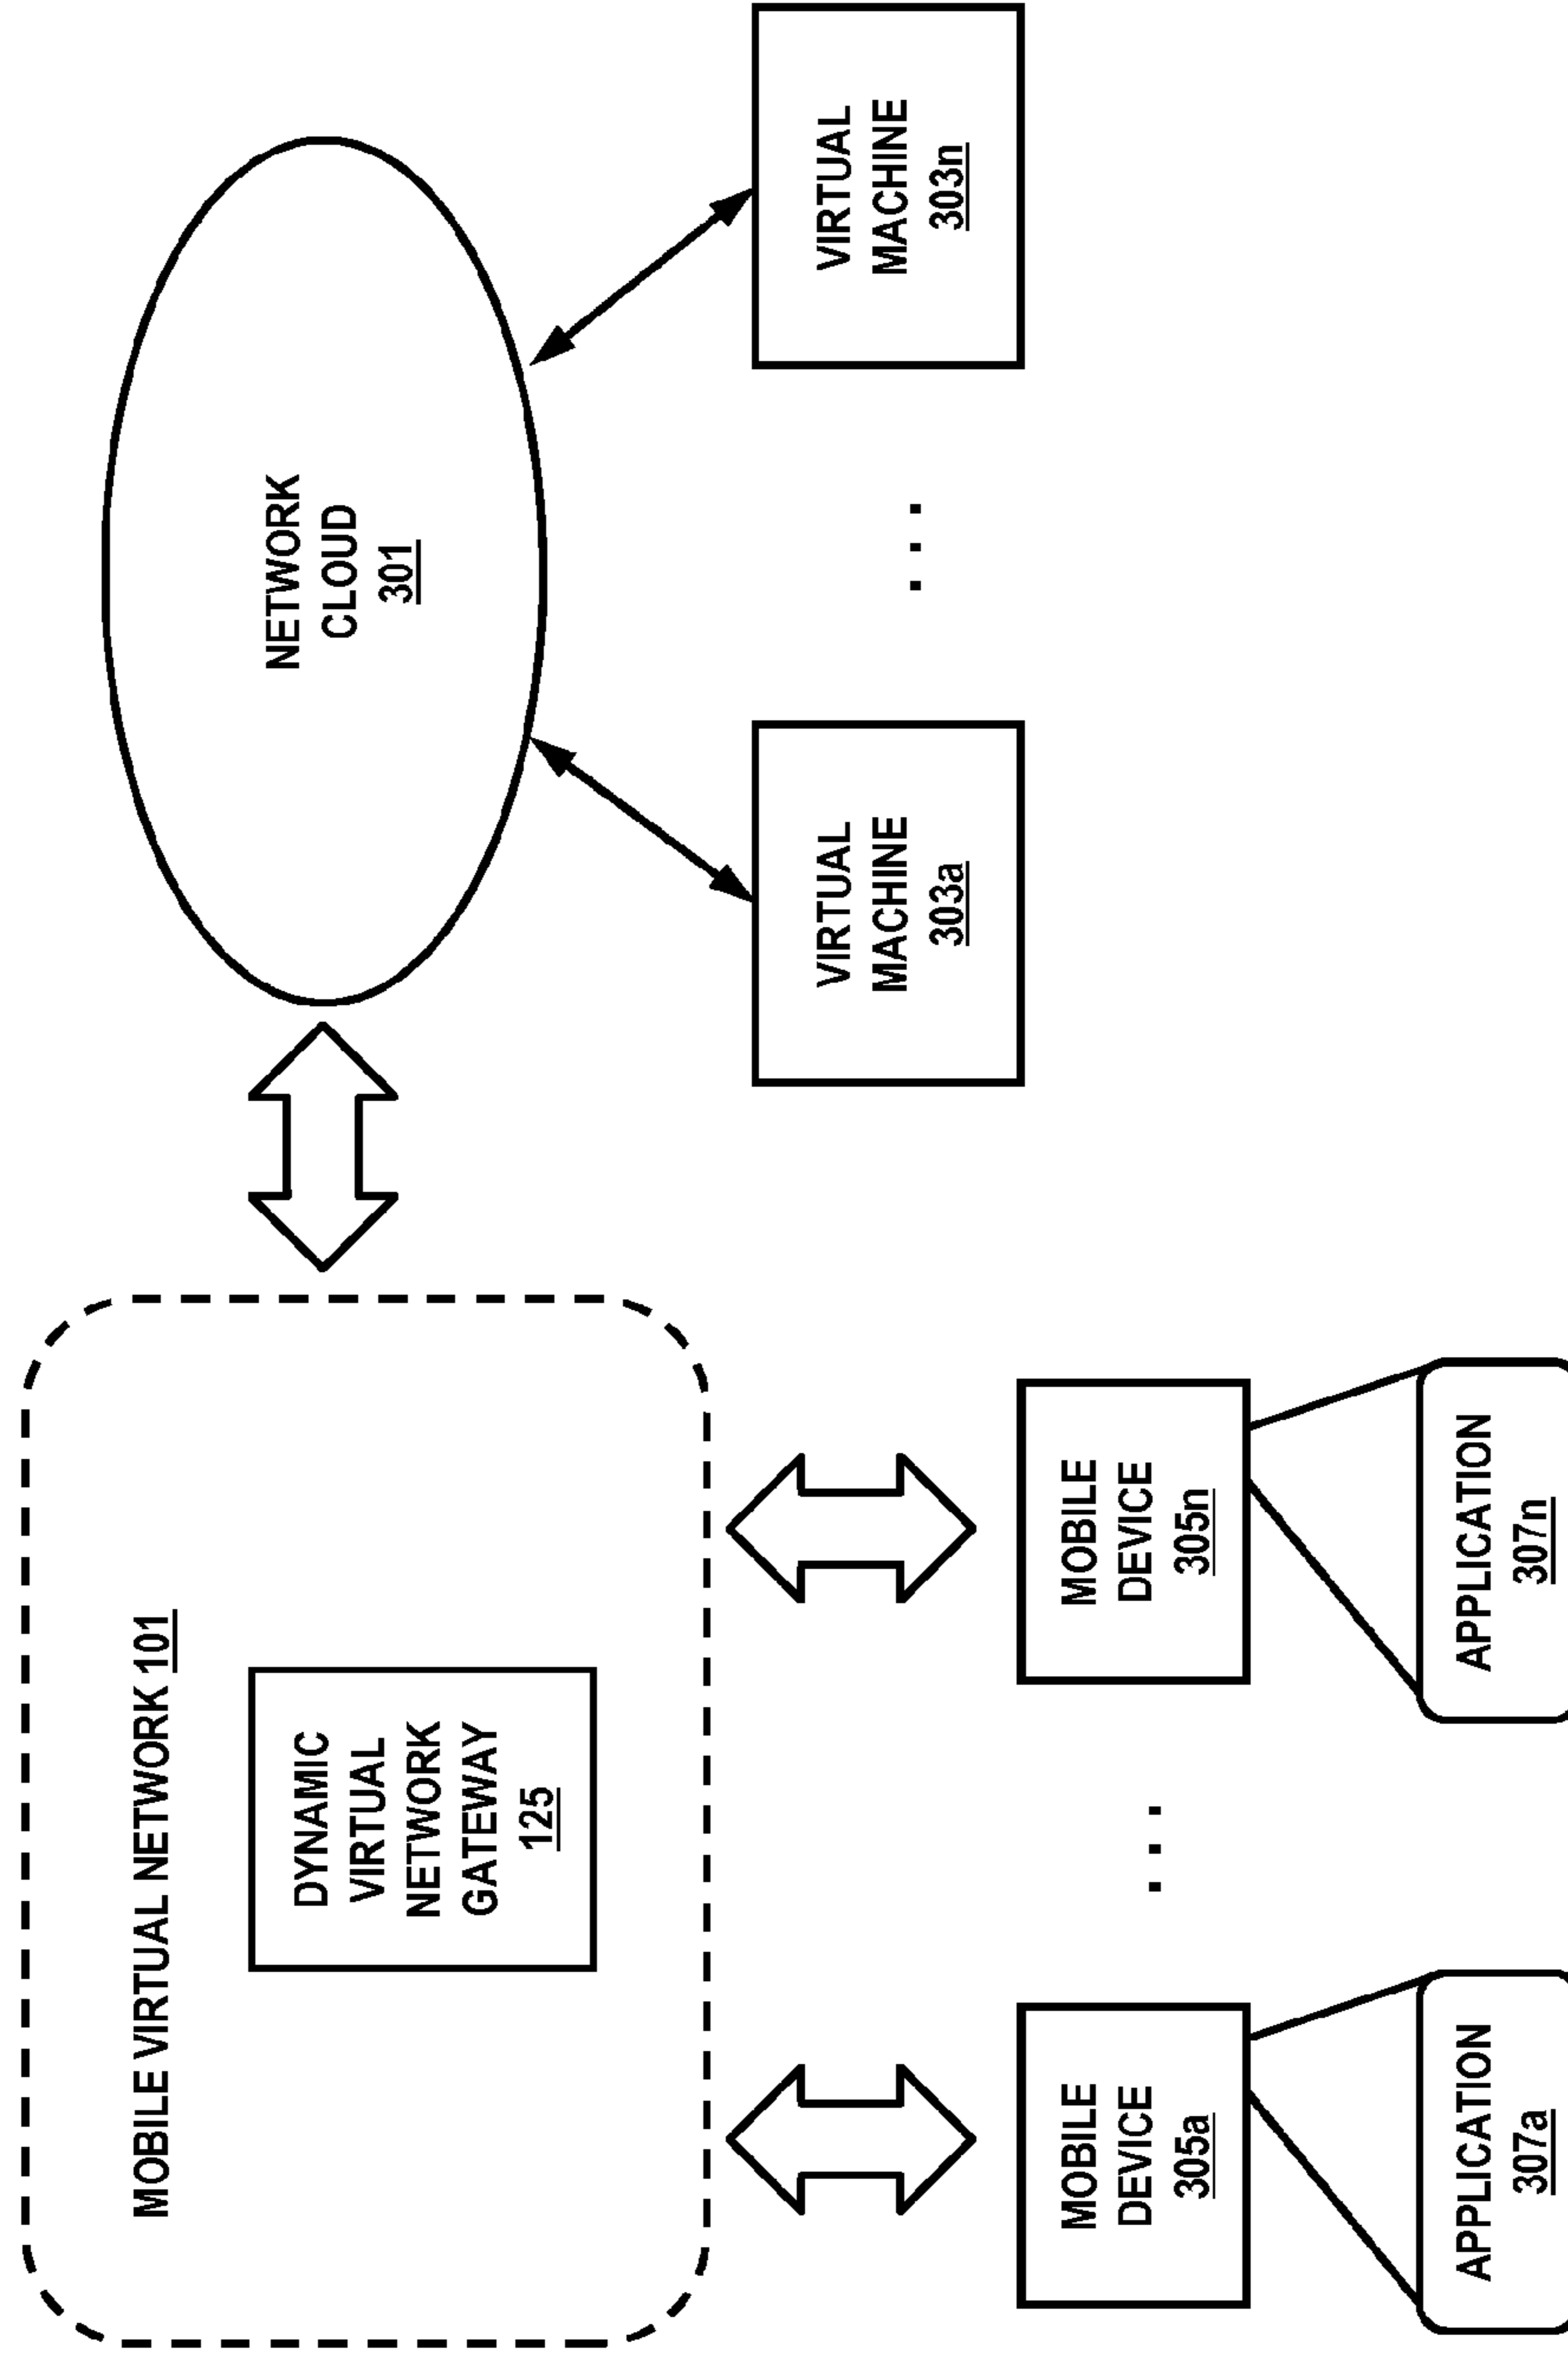 MOBILE VIRTUAL NETWORK 101
DYNAMIC
VIRTUAL
NETWORK
GATEWAY
125
NETWORK
CLOUD
301
VIRTUAL
MACHINE
303a
VIRTUAL
MACHINE
303n
MOBILE
DEVICE
305a
MOBILE
DEVICE
305n
APPLICATION
307a
APPLICATION
307n